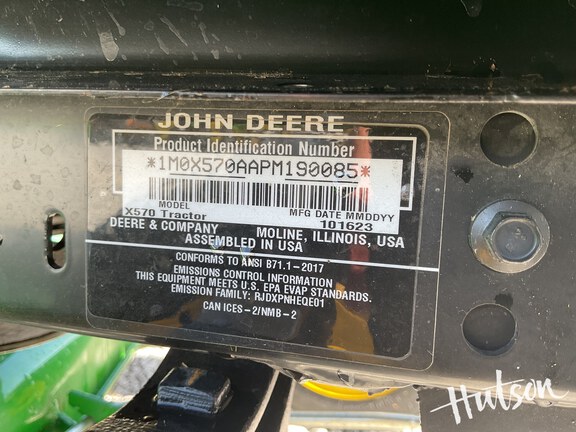 JOHN DEERE
Product Identification Number
*1M0X570AAPM190085*
MODEL
X570 Tractor
MFG DATE MMDDYY
101623
DEERE & COMPANY MOLINE, ILLINOIS, USA
ASSEMBLED IN USA
CONFORMS TO ANSI B71.1-2017
EMISSIONS CONTROL INFORMATION
THIS EQUIPMENT MEETS U.S. EPA EVAP STANDARDS.
EMISSION FAMILY: RJDXPNHEQE01
CAN ICES-2/NMB-2
Hutson